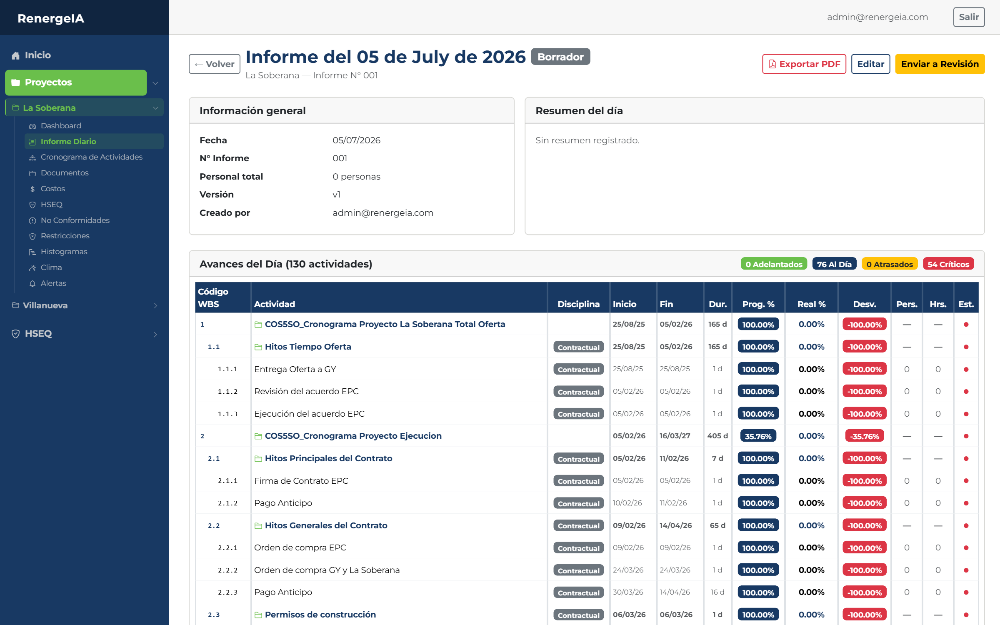 RenergeIA
admin@renergeia.com
Salir
Inicio
Proyectos
La Soberana
Dashboard
Informe Diario
Cronograma de Actividades
Documentos
Costos
HSEQ
No Conformidades
Restricciones
Histogramas
Clima
Alertas
Villanueva
HSEQ
← Volver
Informe del 05 de July de 2026 Borrador
La Soberana — Informe N° 001
Exportar PDF
Editar
Enviar a Revisión
Información general
Fecha 05/07/2026
N° Informe 001
Personal total 0 personas
Versión v1
Creado por admin@renergeia.com
Resumen del día
Sin resumen registrado.
Avances del Día (130 actividades)
0 Adelantados 76 Al Día 0 Atrasados 54 Críticos
Código WBS Actividad Disciplina Inicio Fin Dur. Prog. % Real % Desv. Pers. Hrs. Est.
1 COS5SO_Cronograma Proyecto La Soberana Total Oferta 25/08/25 05/02/26 165 d 100.00% 0.00% -100.00% — —
1.1 Hitos Tiempo Oferta Contractual 25/08/25 05/02/26 165 d 100.00% 0.00% -100.00% — —
1.1.1 Entrega Oferta a GY Contractual 25/08/25 25/08/25 1 d 100.00% 0.00% -100.00% 0 0
1.1.2 Revisión del acuerdo EPC Contractual 05/02/26 05/02/26 1 d 100.00% 0.00% -100.00% 0 0
1.1.3 Ejecución del acuerdo EPC Contractual 05/02/26 05/02/26 1 d 100.00% 0.00% -100.00% 0 0
2 COS5SO_Cronograma Proyecto Ejecucion 05/02/26 16/03/27 405 d 35.76% 0.00% -35.76% — —
2.1 Hitos Principales del Contrato Contractual 05/02/26 11/02/26 7 d 100.00% 0.00% -100.00% — —
2.1.1 Firma de Contrato EPC Contractual 05/02/26 05/02/26 1 d 100.00% 0.00% -100.00% 0 0
2.1.2 Pago Anticipo Contractual 10/02/26 11/02/26 1 d 100.00% 0.00% -100.00% 0 0
2.2 Hitos Generales del Contrato Contractual 09/02/26 14/04/26 65 d 100.00% 0.00% -100.00% — —
2.2.1 Orden de compra EPC Contractual 09/02/26 09/02/26 1 d 100.00% 0.00% -100.00% 0 0
2.2.2 Orden de compra GY y La Soberana Contractual 24/03/26 24/03/26 1 d 100.00% 0.00% -100.00% 0 0
2.2.3 Pago Anticipo Contractual 30/03/26 14/04/26 16 d 100.00% 0.00% -100.00% 0 0
2.3 Permisos de construcción Contractual 06/03/26 06/03/26 1 d 100.00% 0.00% -100.00% — —